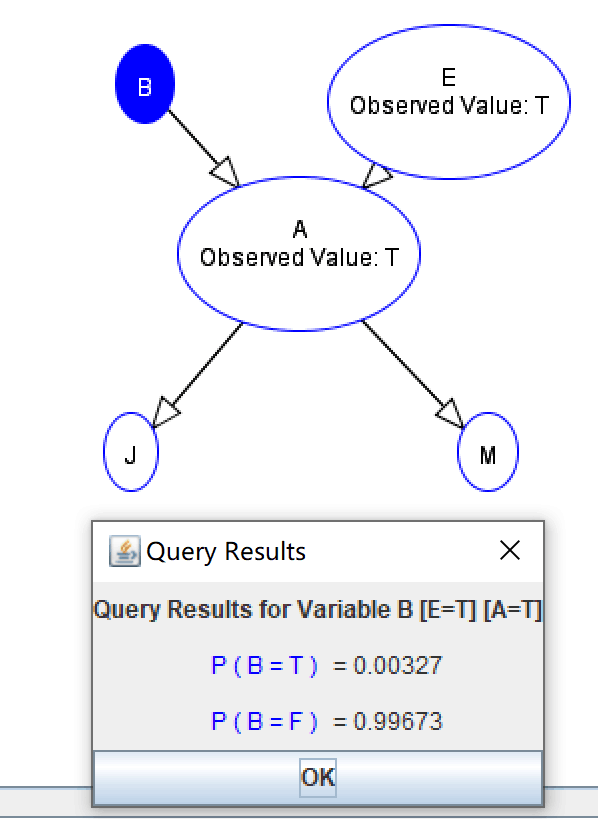 B
E
Observed Value: T
A
Observed Value: T
J
M
Query Results
Query Results for Variable B [E=T] [A=T]
P ( B = T ) = 0.00327
P ( B = F ) = 0.99673
OK